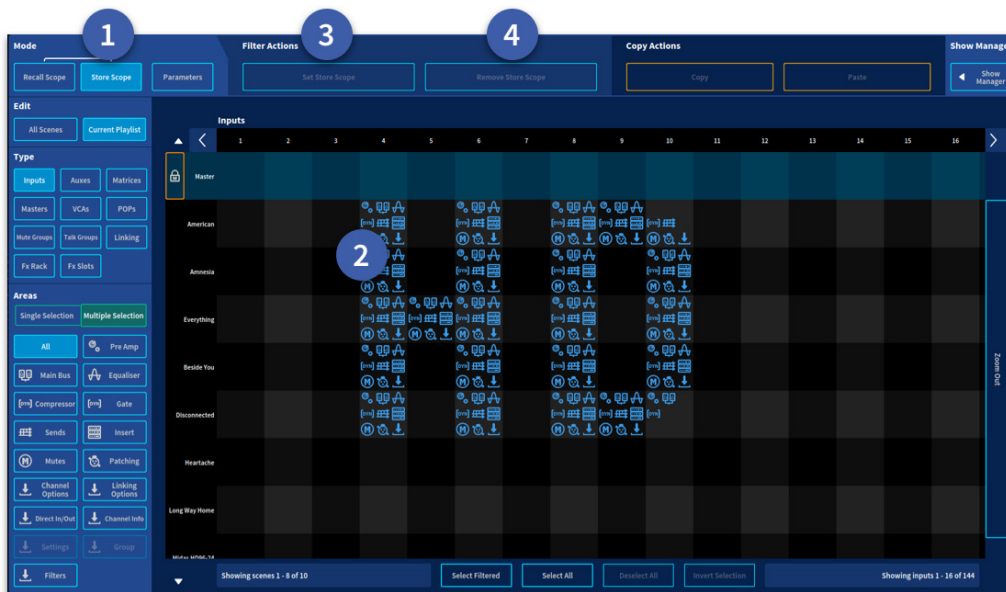 1
3
4
Mode
Filter Actions
Copy Actions
Show Manage
Recall Scope
Store Scope
Parameters
Set Store Scope
Remove Store Scope
Copy
Paste
Show
Manager
Edit
All Scenes
Current Playlist
Inputs
1 2 3 4 5 6 7 8 9 10 11 12 13 14 15 16
Type
Inputs
Auxes
Matrices
Master
Masters
VCAs
POPs
American
Mute Groups
Talk Groups
Linking
2
Fx Rack
Fx Slots
Amnesia
Areas
Single Selection
Multiple Selection
Everything
All
Pre Amp
Main Bus
Equaliser
Beside You
Zoom Out
[DYN] Compressor
[DYN] Gate
Disconnected
Sends
Insert
M Mutes
Patching
Heartache
Channel
Options
Linking
Options
Long Way Home
Direct In/Out
Channel Info
Settings
Group
Midas HD96-24
Filters
Showing scenes 1 - 8 of 10
Select Filtered
Select All
Deselect All
Invert Selection
Showing inputs 1 - 16 of 144